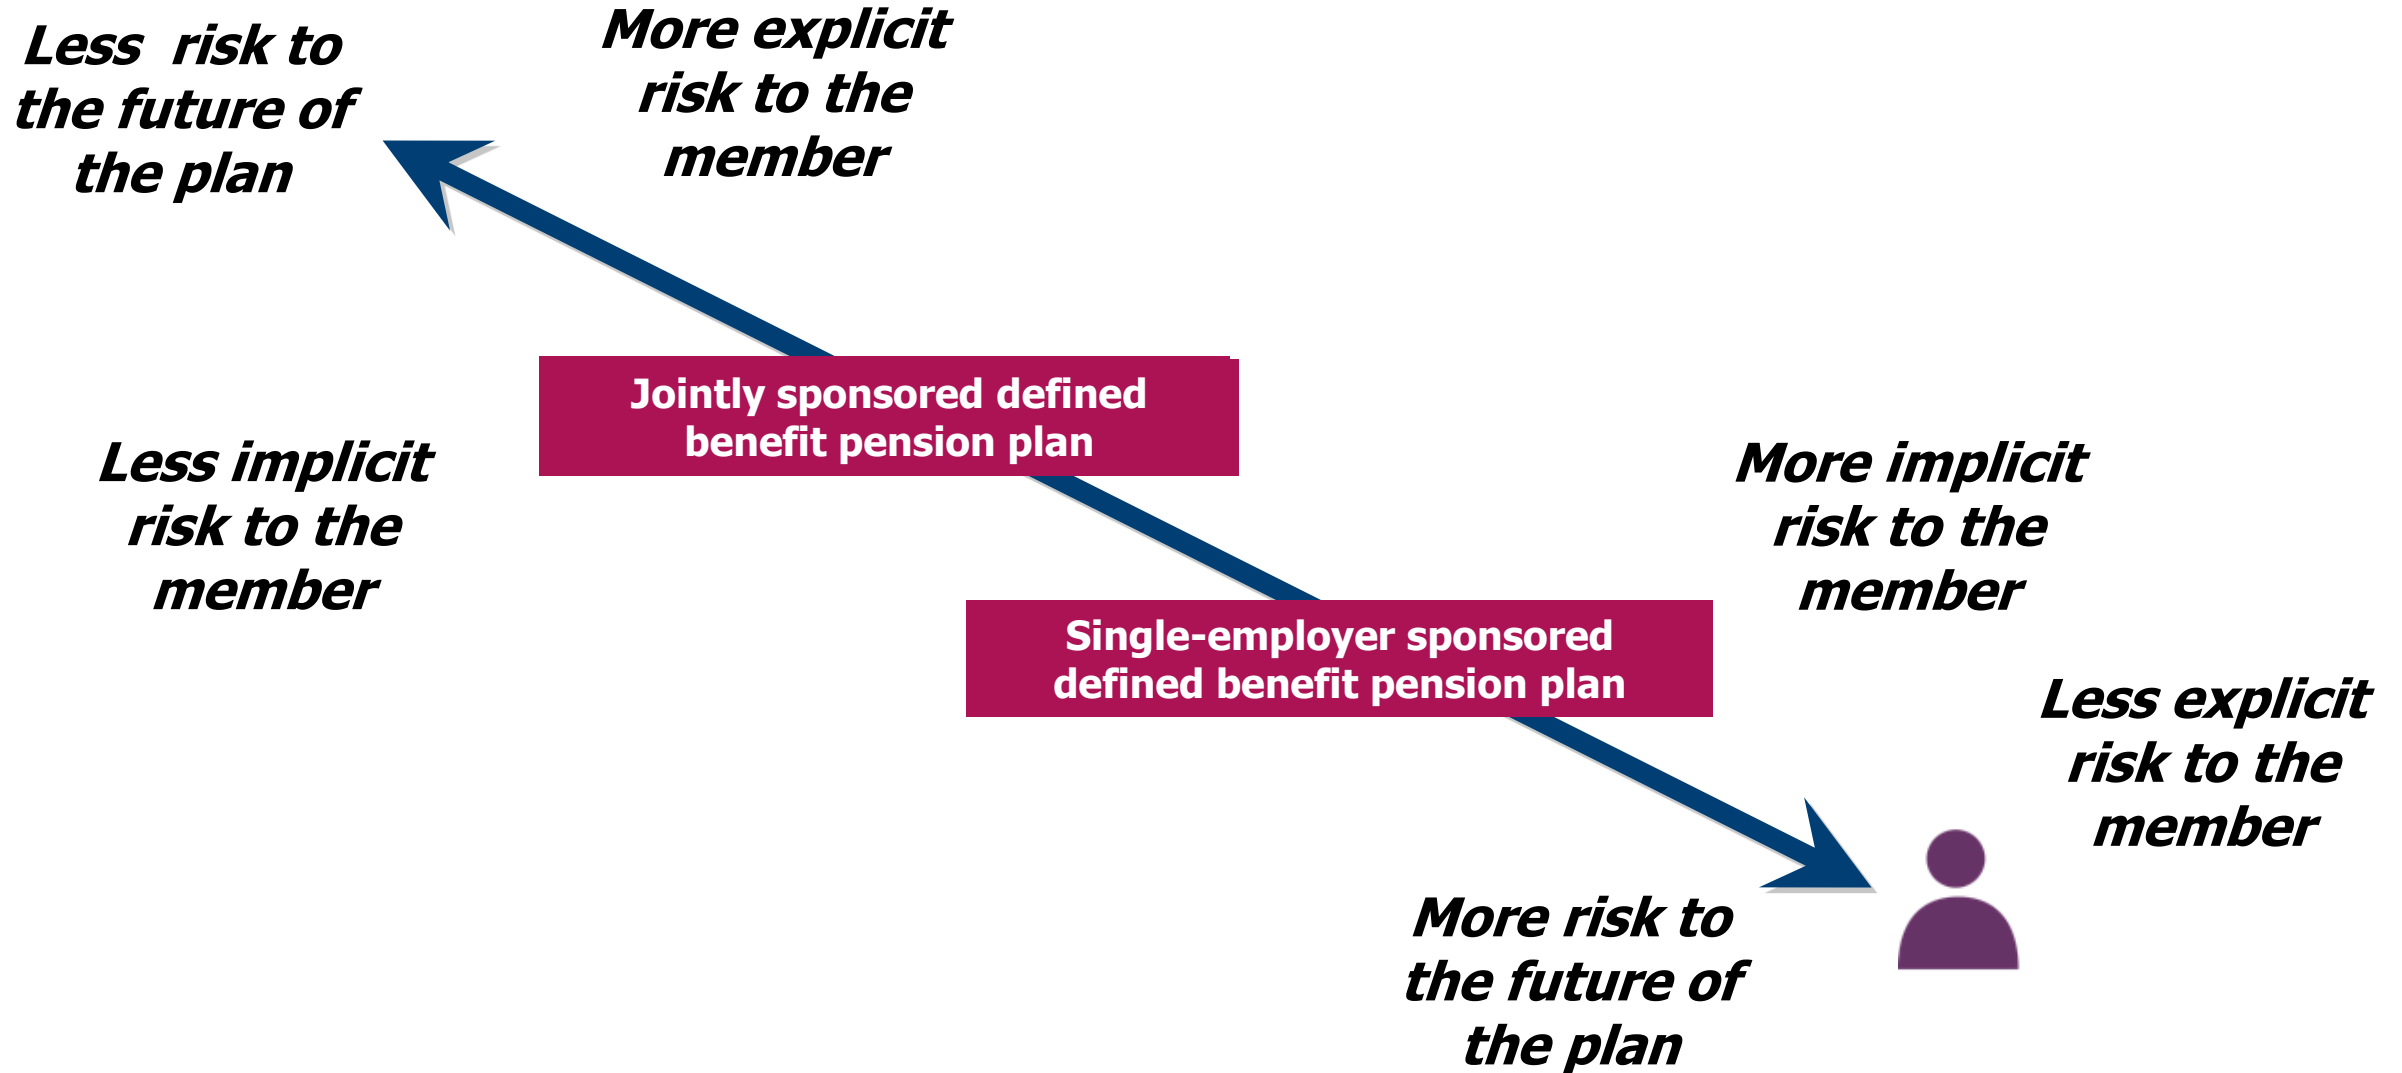 Less  risk to
the future of
the plan
More explicit
risk to the
member
Jointly sponsored defined
benefit pension plan
Less implicit
risk to the
member
More implicit
risk to the
member
Single-employer sponsored
defined benefit pension plan
Less explicit
risk to the
member
More risk to
the future of
the plan